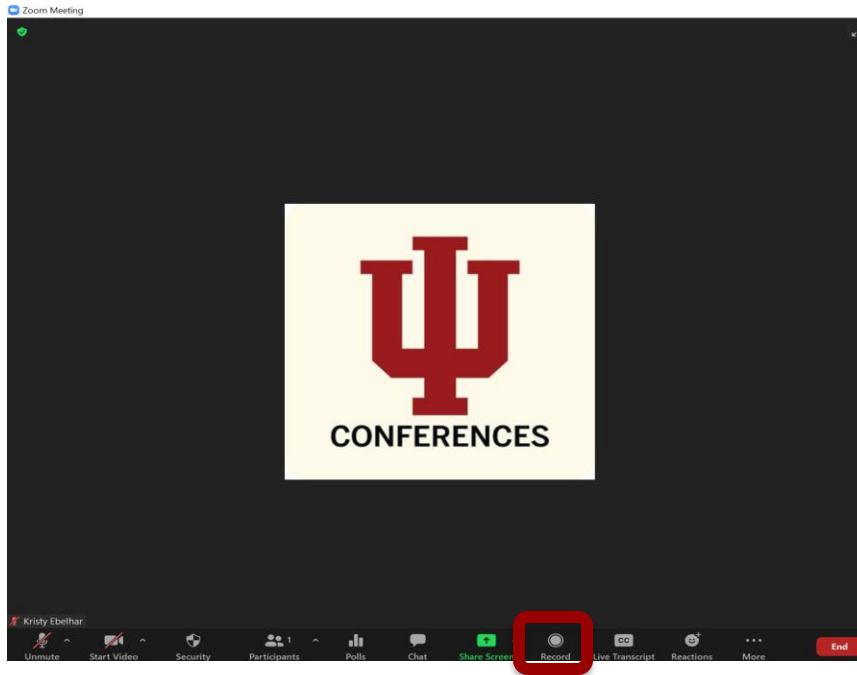 Zoom Meeting
CONFERENCES
Kristy Ebelhar
1
CC
Unmute
Start Video
Security
Participants
Polls
Chat
Share Screen
Record
Live Transcript
Reactions
More
End